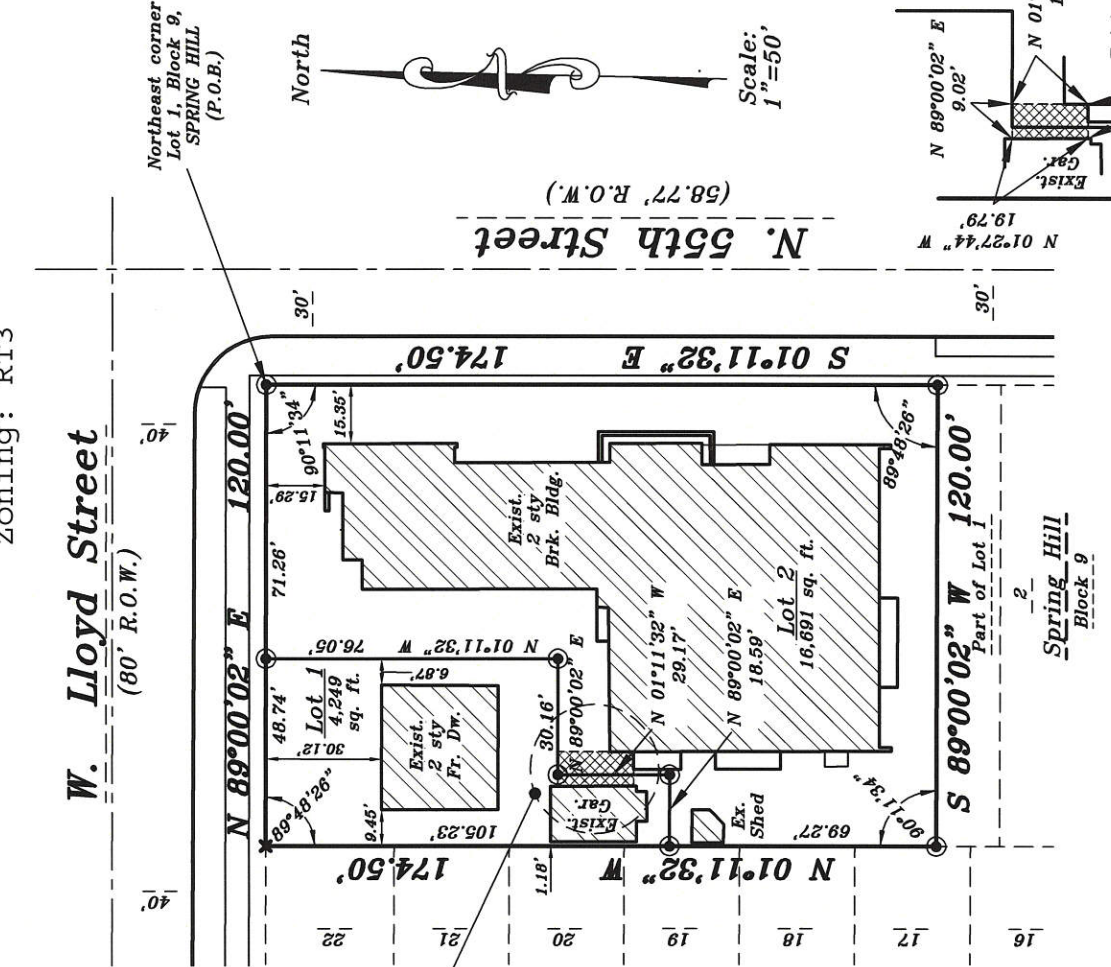 Zoning: RT3
W. Lloyd Street
(80' R.O.W.)
40'
40'
Northeast corner
Lot 1, Block 9,
SPRING HILL
(P.O.B.)
North
Scale:
1"=50'
N. 55th Street
(58.77' R.O.W.)
30'
30'
N 89°00'02" E
9.02'
N 01°
Exist.
Gar.
N 01°27'44" W
19.79'
S 01°11'32" E 174.50'
N 89°00'02" E 120.00'
90°11'34"
15.35'
15.29'
89°48'26"
71.26'
48.74'
Exist.
2 sty
Brk. Bldg.
Lot 2
16,691 sq. ft.
N 01°11'32" W
76.05'
Lot 1
4,249
sq. ft.
6.87'
30.12'
Exist.
2 sty
Fr. Dw.
9.45'
89°48'26"
N 89°00'02" E
30.16'
N 01°11'32" W
29.17'
N 89°00'02" E
18.59'
Exist.
Gar.
Ex.
Shed
105.23'
69.27'
1.18'
90°11'34"
N 01°11'32" W 174.50'
S 89°00'02" W 120.00'
Part of Lot 1
2
Spring Hill
Block 9
22
21
20
19
18
17
16